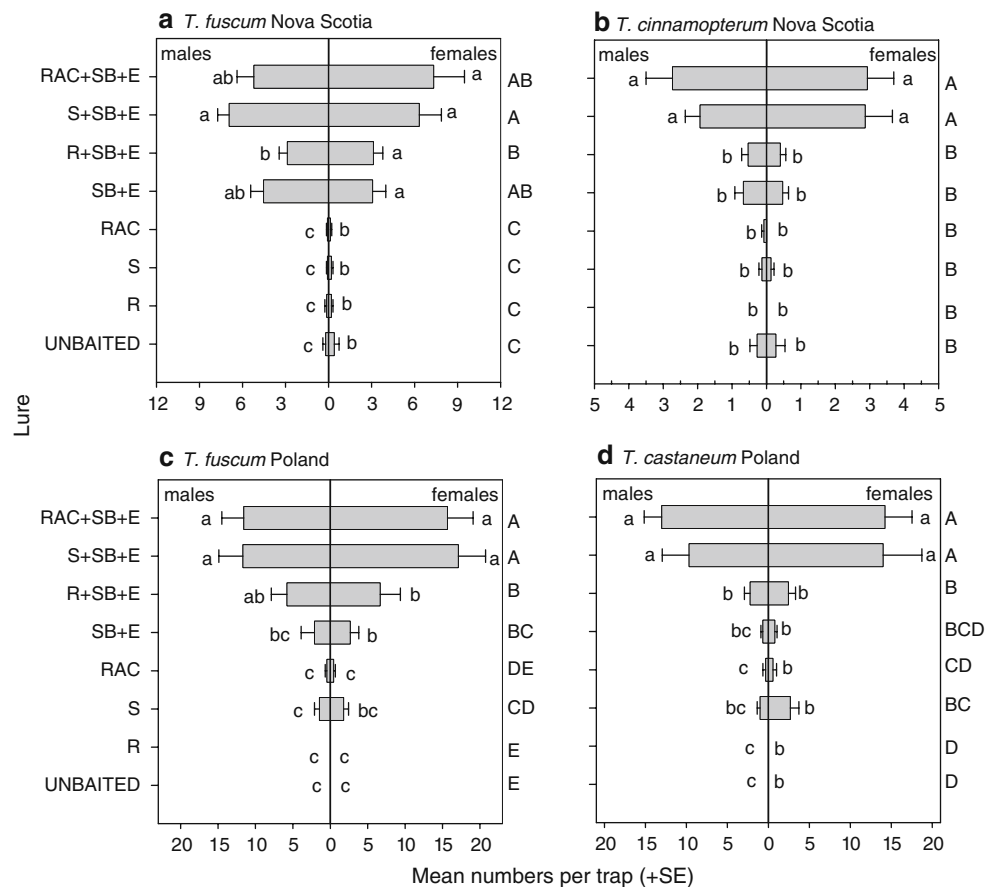 a T. fuscum Nova Scotia
males
females
RAC+SB+E
ab
a
AB
S+SB+E
a
a
A
R+SB+E
b
a
B
SB+E
ab
a
AB
RAC
c
b
C
S
c
b
C
R
c
b
C
UNBAITED
c
b
C
12 9 6 3 0 3 6 9 12
b T. cinnamopterum Nova Scotia
males
females
a
a
A
a
a
A
b
b
B
b
b
B
b
b
B
b
b
B
b
b
B
b
b
B
5 4 3 2 1 0 1 2 3 4 5
Lure
c T. fuscum Poland
males
females
RAC+SB+E
a
a
A
S+SB+E
a
a
A
R+SB+E
ab
b
B
SB+E
bc
b
BC
RAC
c
c
DE
S
c
bc
CD
R
c
c
E
UNBAITED
c
c
E
20 15 10 5 0 5 10 15 20
d T. castaneum Poland
males
females
a
a
A
a
a
A
b
b
B
bc
b
BCD
c
b
CD
bc
b
BC
c
b
D
c
b
D
20 15 10 5 0 5 10 15 20
Mean numbers per trap (+SE)